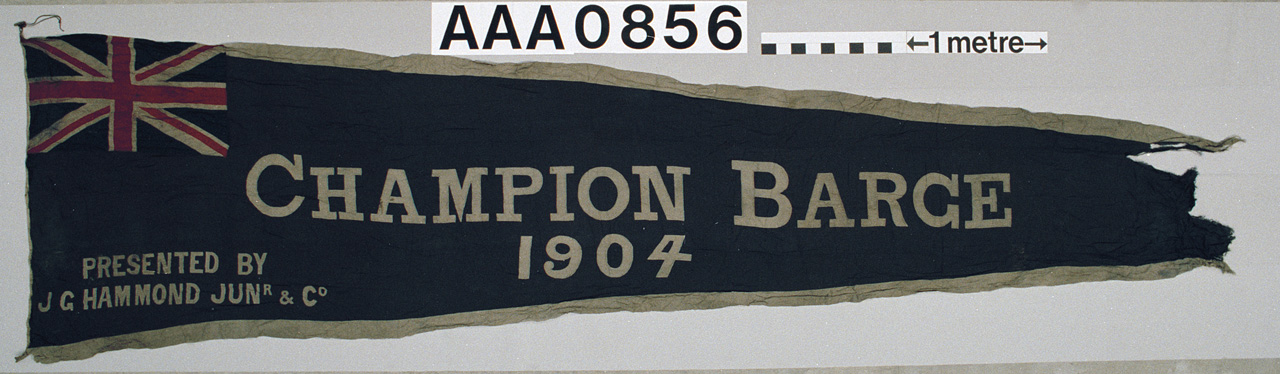 AAA0856
←1 metre→
CHAMPION BARGE
1904
PRESENTED BY
J G HAMMOND JUNR & CO